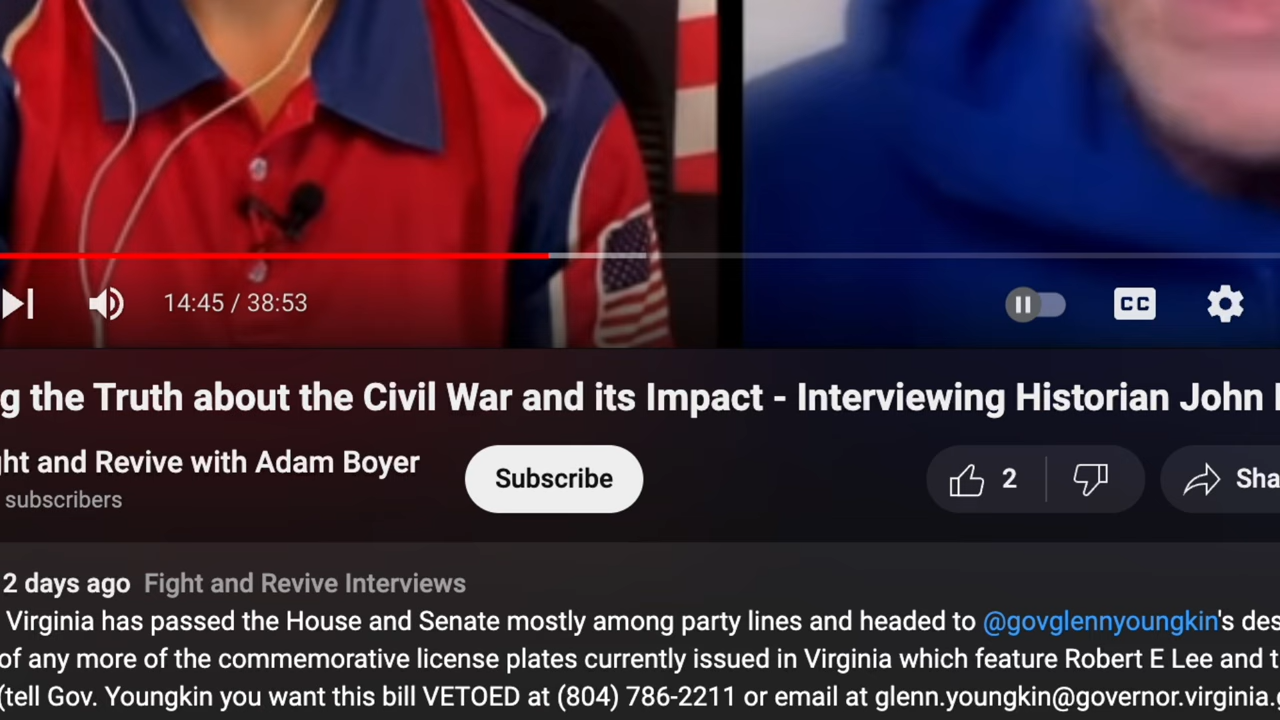 14:45 / 38:53
CC
g the Truth about the Civil War and its Impact - Interviewing Historian John
ght and Revive with Adam Boyer
Subscribe
2
Sha
subscribers
2 days ago Fight and Revive Interviews
Virginia has passed the House and Senate mostly among party lines and headed to @govglennyoungkin's des
of any more of the commemorative license plates currently issued in Virginia which feature Robert E Lee and t
(tell Gov. Youngkin you want this bill VETOED at (804) 786-2211 or email at glenn.youngkin@governor.virginia.g